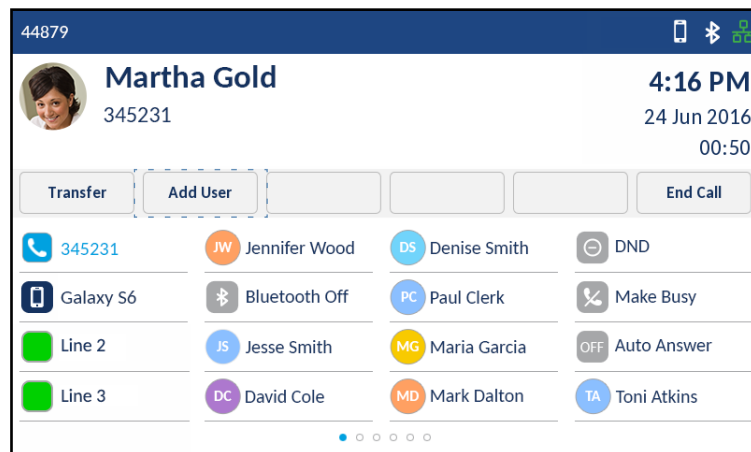 44879
Martha Gold
4:16 PM
345231
24 Jun 2016
00:50
Transfer
Add User
End Call
345231
JW Jennifer Wood
DS Denise Smith
DND
Galaxy S6
Bluetooth Off
PC Paul Clerk
Make Busy
Line 2
JS Jesse Smith
MG Maria Garcia
OFF Auto Answer
Line 3
DC David Cole
MD Mark Dalton
TA Toni Atkins